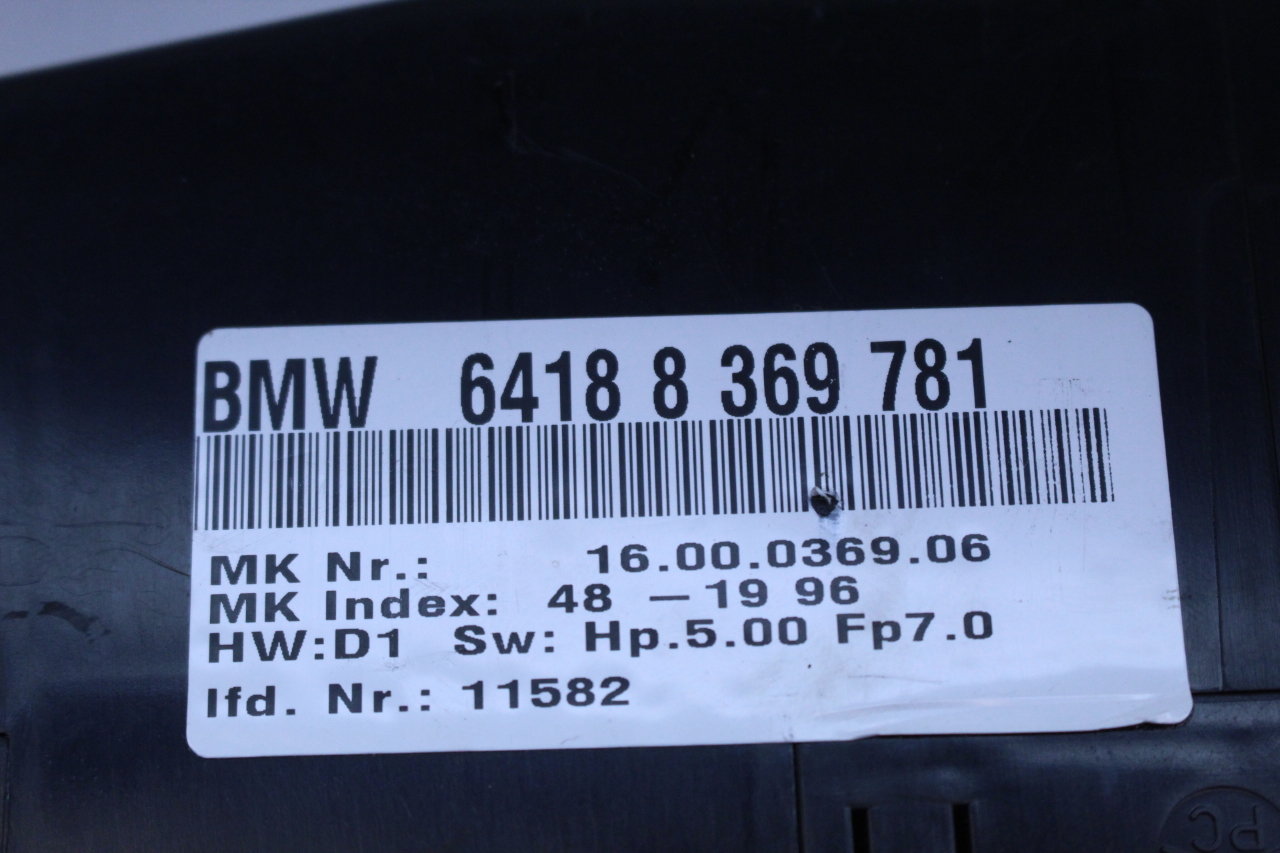 BMW 6418 8 369 781
MK Nr.: 16.00.0369.06
MK Index: 48 – 19 96
HW:D1 Sw: Hp.5.00 Fp7.0
lfd. Nr.: 11582
PC